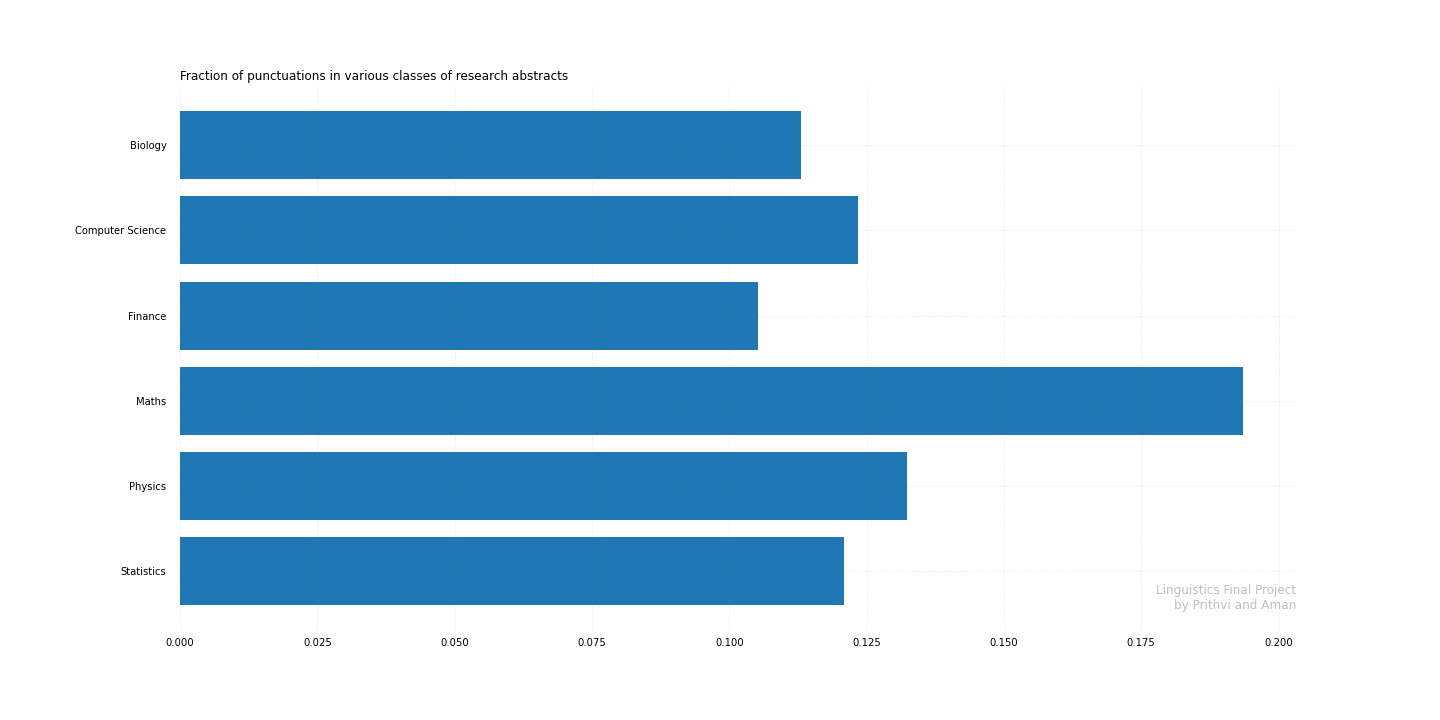 Fraction of punctuations in various classes of research abstracts
Biology
Computer Science
Finance
Maths
Physics
Statistics
Linguistics Final Project
by Prithvi and Aman
0.000 0.025 0.050 0.075 0.100 0.125 0.150 0.175 0.200